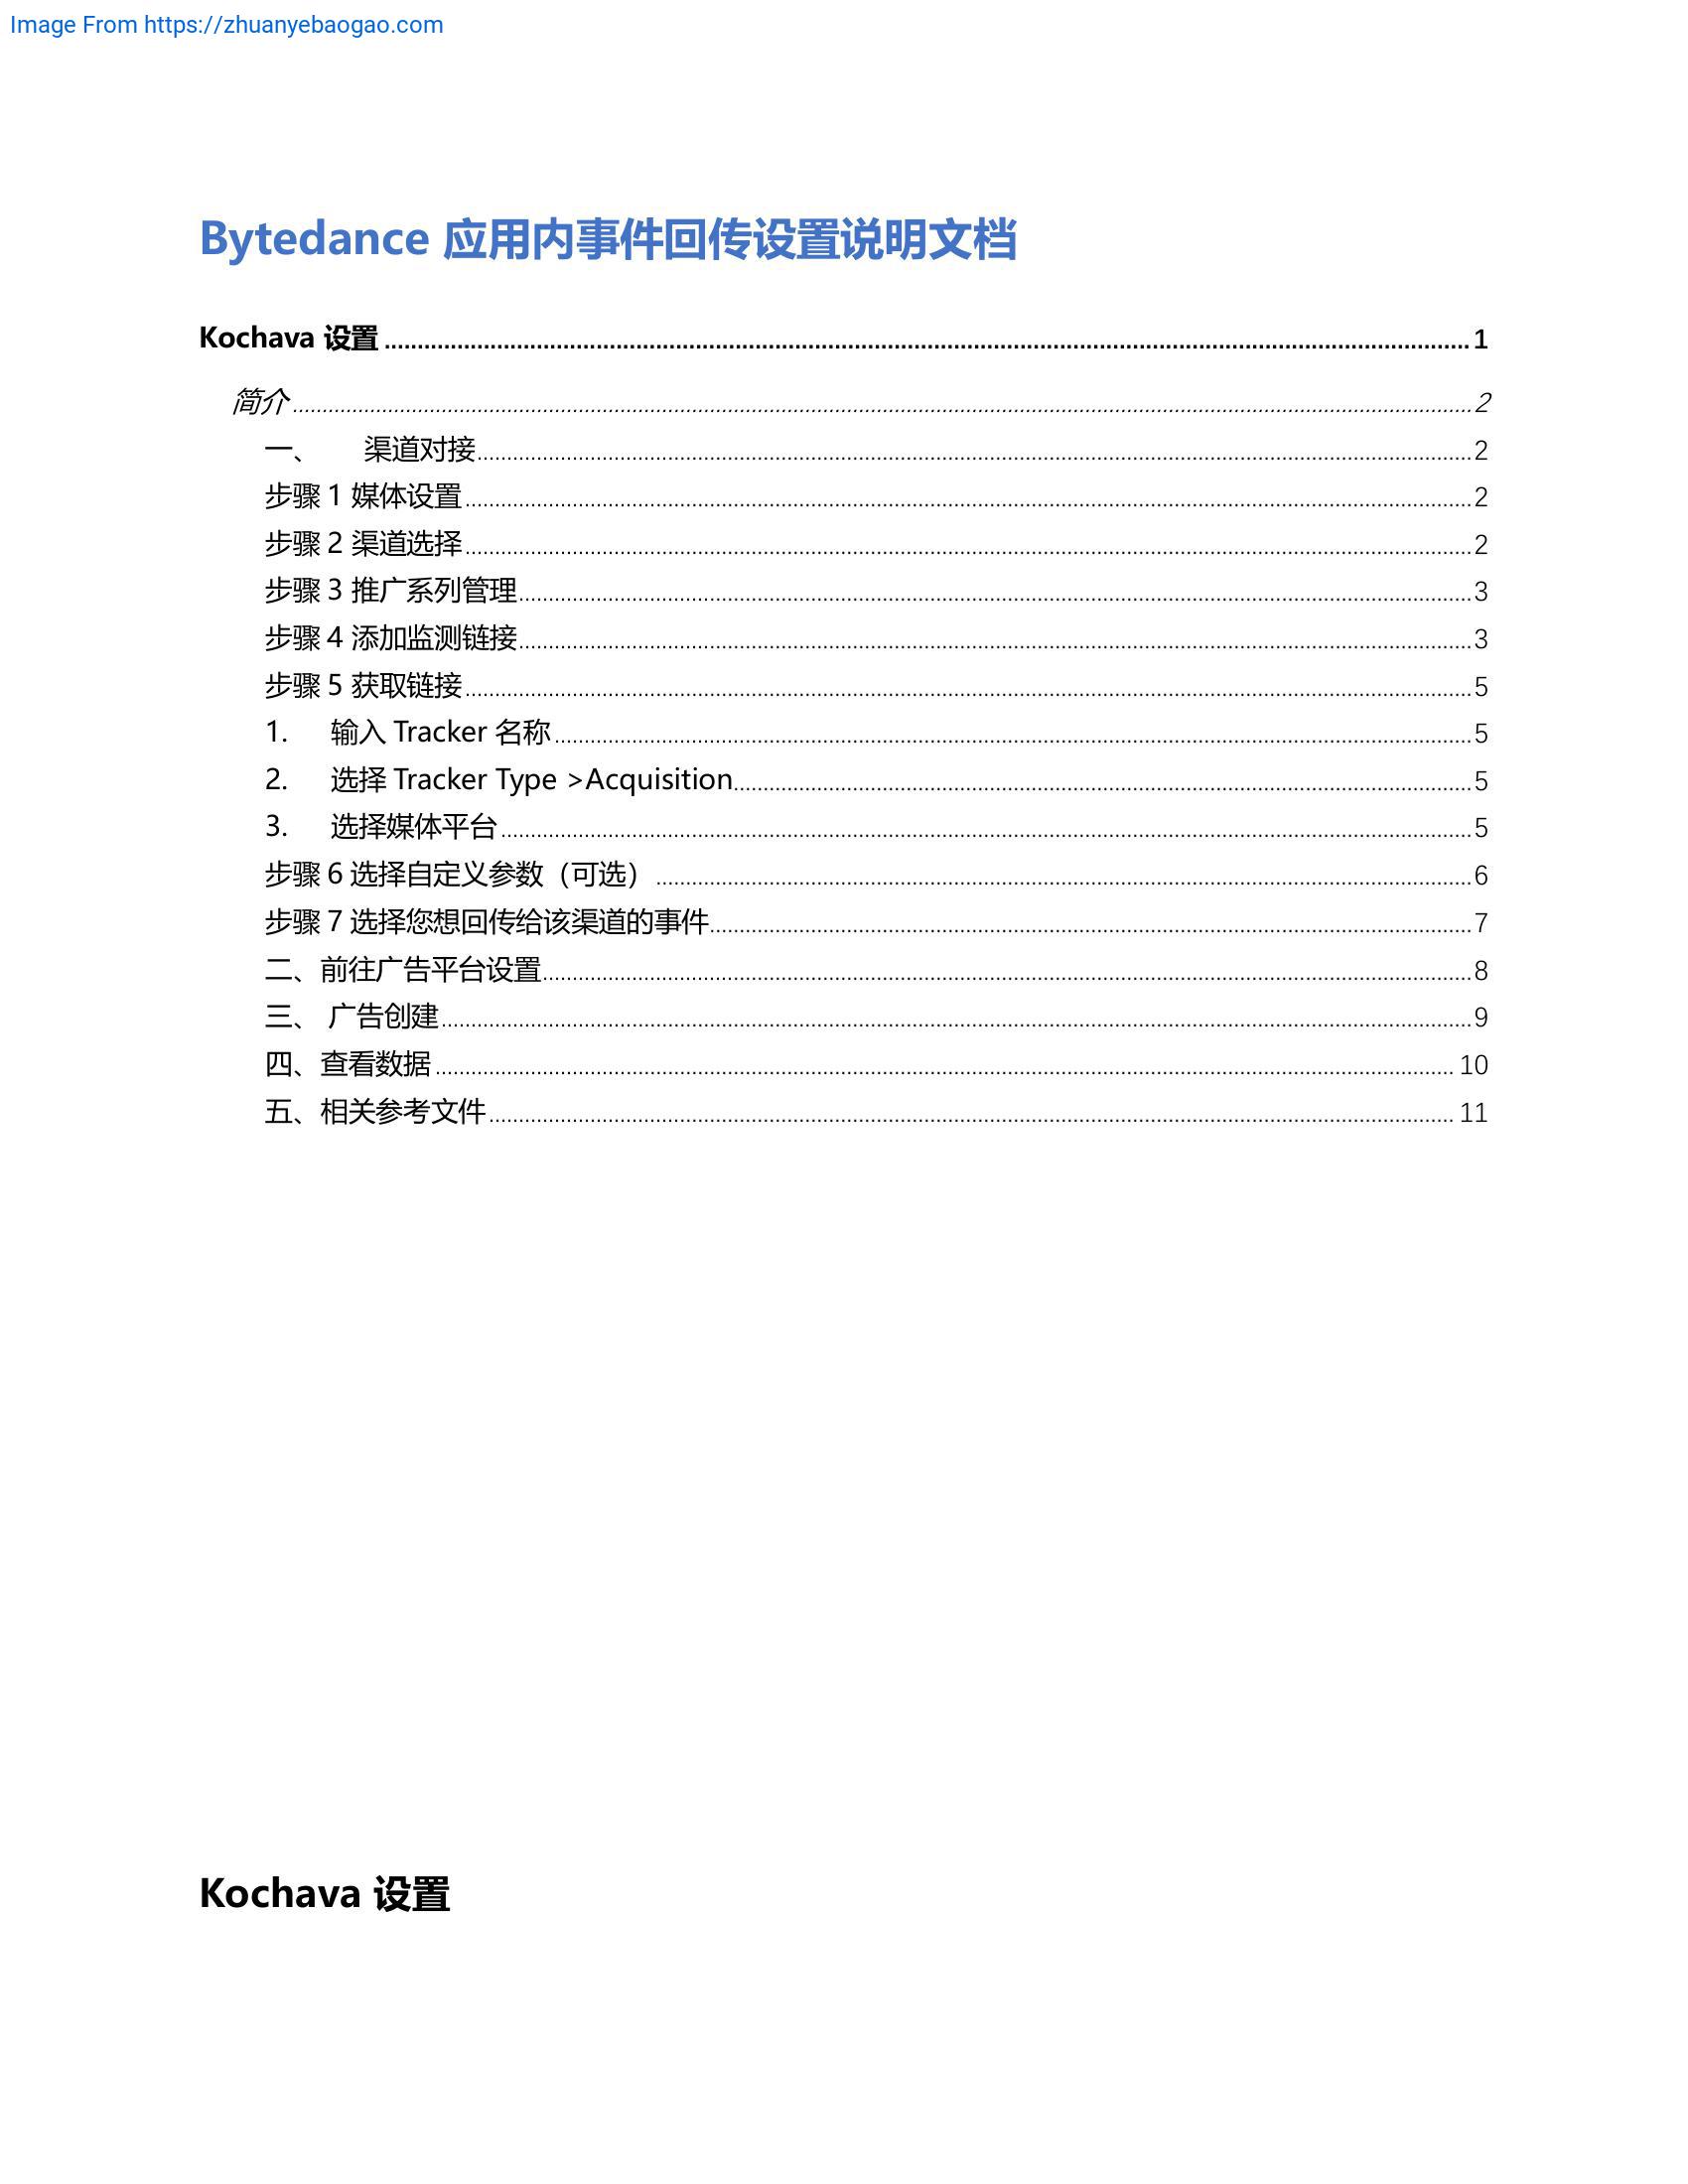 Image From https://zhuanyebaogao.com
Bytedance 应用内事件回传设置说明文档
Kochava 设置 1
简介 2
一、 渠道对接 2
步骤 1 媒体设置 2
步骤 2 渠道选择 2
步骤 3 推广系列管理 3
步骤 4 添加监测链接 3
步骤 5 获取链接 5
1. 输入 Tracker 名称 5
2. 选择 Tracker Type >Acquisition 5
3. 选择媒体平台 5
步骤 6 选择自定义参数（可选） 6
步骤 7 选择您想回传给该渠道的事件 7
二、前往广告平台设置 8
三、 广告创建 9
四、查看数据 10
五、相关参考文件 11
Kochava 设置